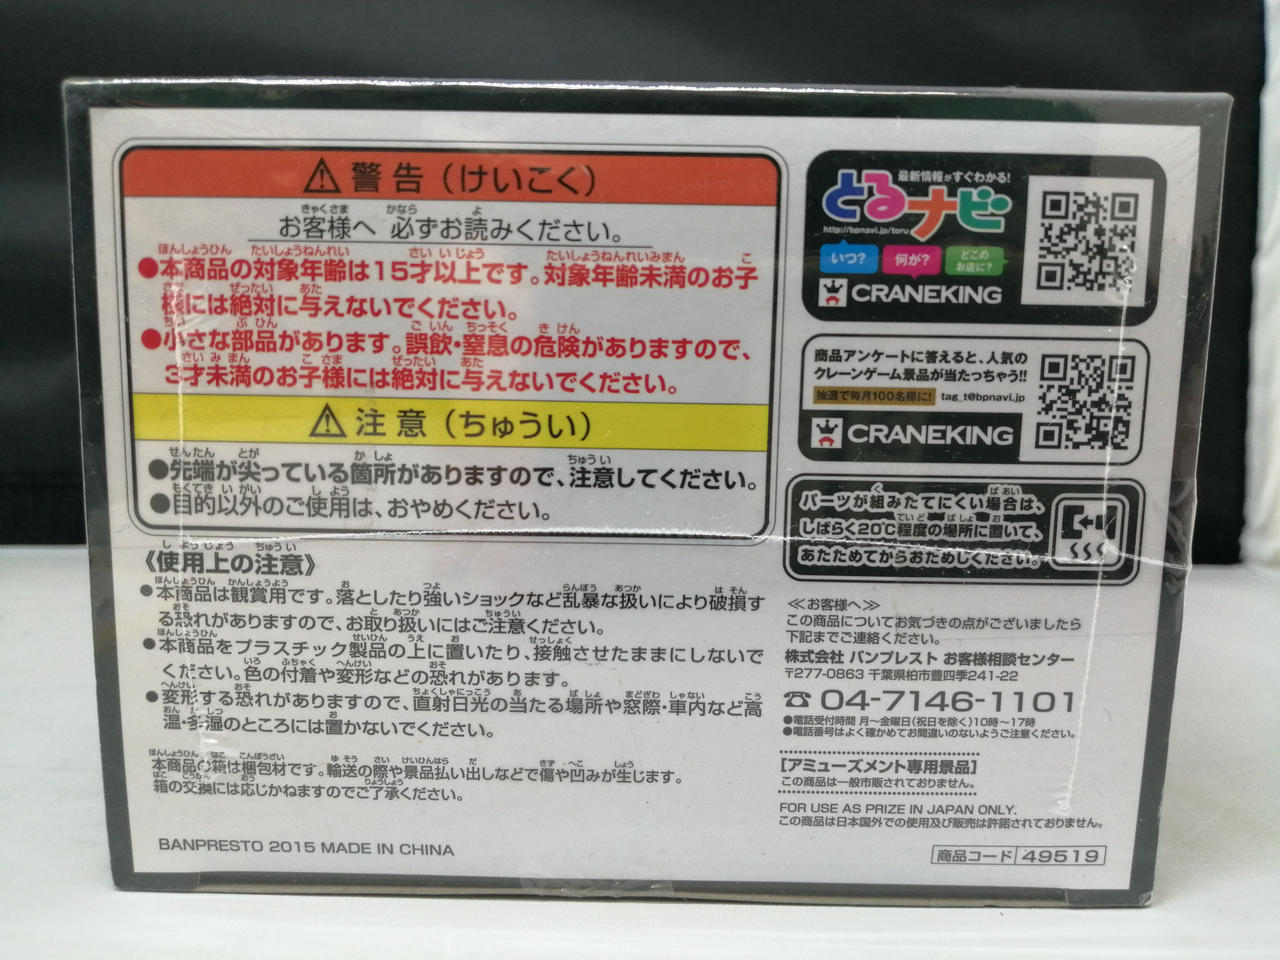 ⚠警告(けいこく)
お客様へ 必ずお読みください。
●本商品の対象年齢は15才以上です。対象年齢未満のお子
様には絶対に与えないでください。
●小さな部品があります。誤飲・窒息の危険がありますので、
3才未満のお子様には絶対に与えないでください。
⚠注意(ちゅうい)
●先端が尖っている箇所がありますので、注意してください。
●目的以外のご使用は、おやめください。
《使用上の注意》
●本商品は観賞用です。落としたり強いショックなど乱暴な扱いにより破損す
る恐れがありますので、お取り扱いにはご注意ください。
●本商品をプラスチック製品の上に置いたり、接触させたままにしないで
ください。色の付着や変形などの恐れがあります。
●変形する恐れがありますので、直射日光の当たる場所や窓際・車内など高
温・多湿のところには置かないでください。
本商品の箱は梱包材です。輸送の際や景品払い出しなどで傷や凹みが生じます。
箱の交換には応じかねますのでご了承ください。
BANPRESTO 2015 MADE IN CHINA
最新情報がすぐわかる!
とるナビ
http://bpnavi.jp/toru
いつ? 何が? どこのお店に?
CRANEKING
商品アンケートに答えると、人気の
クレーンゲーム景品が当たっちゃう!!
抽選で毎月100名様に! tag_t@bpnavi.jp
CRANEKING
パーツが組みたてにくい場合は、
しばらく20℃程度の場所に置いて、
あたためてからおためしください。
≪お客様へ≫
この商品についてお気づきの点がございましたら
下記までご連絡ください。
株式会社 バンプレスト お客様相談センター
〒277-0863 千葉県柏市豊四季241-22
☎04-7146-1101
●電話受付時間 月〜金曜日(祝日を除く)10時〜17時
●電話番号はよく確かめてお間違いのないようご注意ください。
[アミューズメント専用景品]
この商品は一般市販されておりません。
FOR USE AS PRIZE IN JAPAN ONLY.
この商品は日本国外での使用及び販売は許諾されておりません。
商品コード 49519